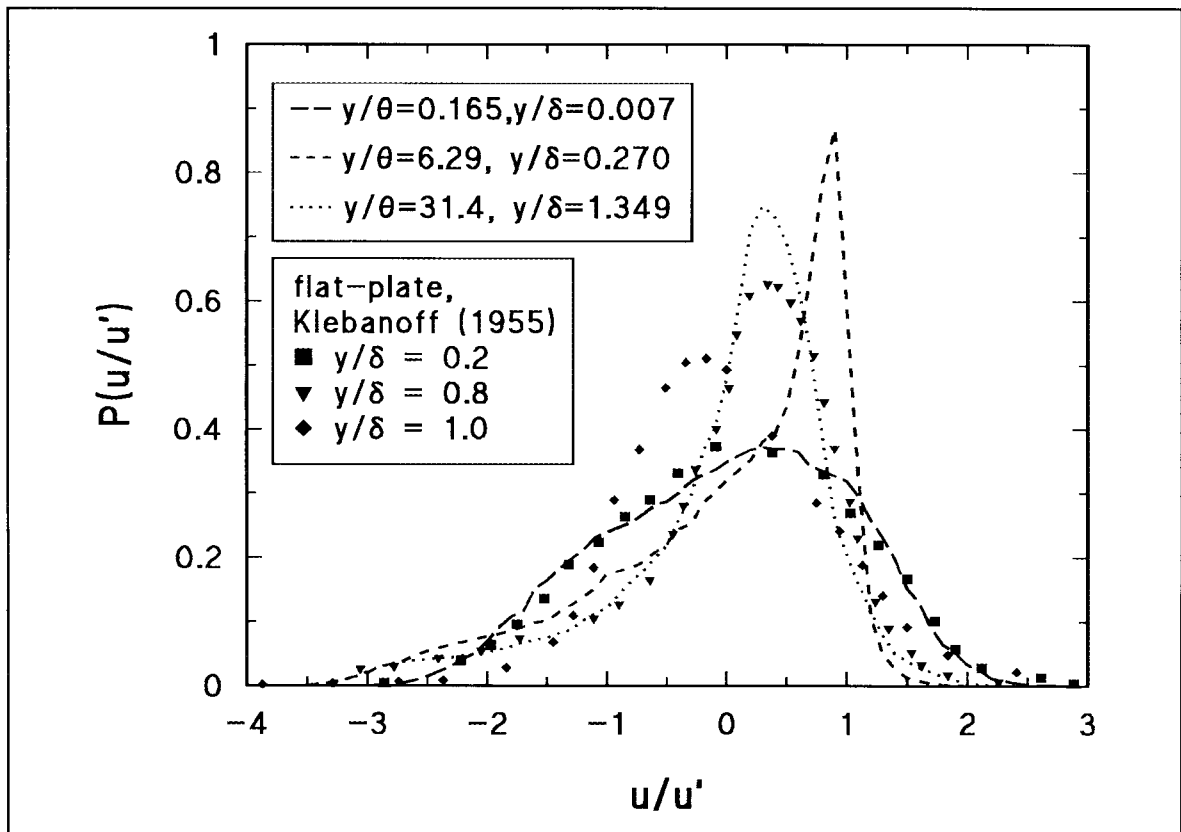 1
0.8
0.6
0.4
0.2
0
P(u/u')
y/θ=0.165,y/δ=0.007
y/θ=6.29, y/δ=0.270
y/θ=31.4, y/δ=1.349
flat-plate,
Klebanoff (1955)
y/δ = 0.2
y/δ = 0.8
y/δ = 1.0
-4 -3 -2 -1 0 1 2 3
u/u'